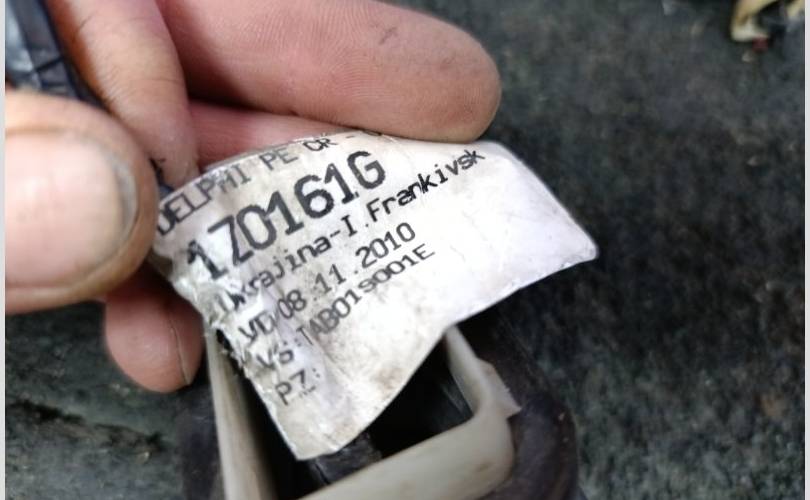 DELPHI PE CR -
1Z0161G
Ukrajina-I.Frankivsk
VD:08.11.2010
VS:TAB019001E
PZ: